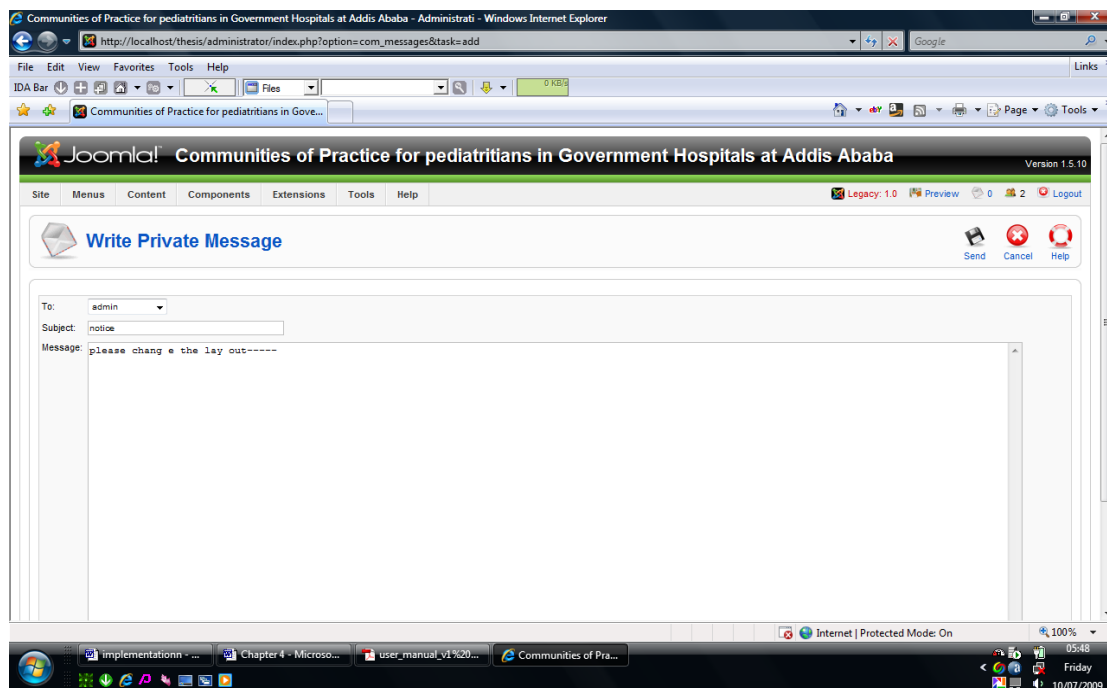 Communities of Practice for pediatritians in Government Hospitals at Addis Ababa - Administrati - Windows Internet Explorer
http://localhost/thesis/administrator/index.php?option=com_messages&task=add
Google
File Edit View Favorites Tools Help
Links
IDA Bar
Files
0 KB/s
Communities of Practice for pediatritians in Gove...
ebY
Page
Tools
Joomla! Communities of Practice for pediatritians in Government Hospitals at Addis Ababa
Version 1.5.10
Site Menus Content Components Extensions Tools Help
Legacy: 1.0 Preview 0 2 Logout
Write Private Message
Send Cancel Help
To: admin
Subject: notice
Message: please chang e the lay out-----
Internet | Protected Mode: On
100%
implementationn - ...
Chapter 4 - Microso...
user_manual_v1%20...
Communities of Pra...
05:48
Friday
10/07/2009